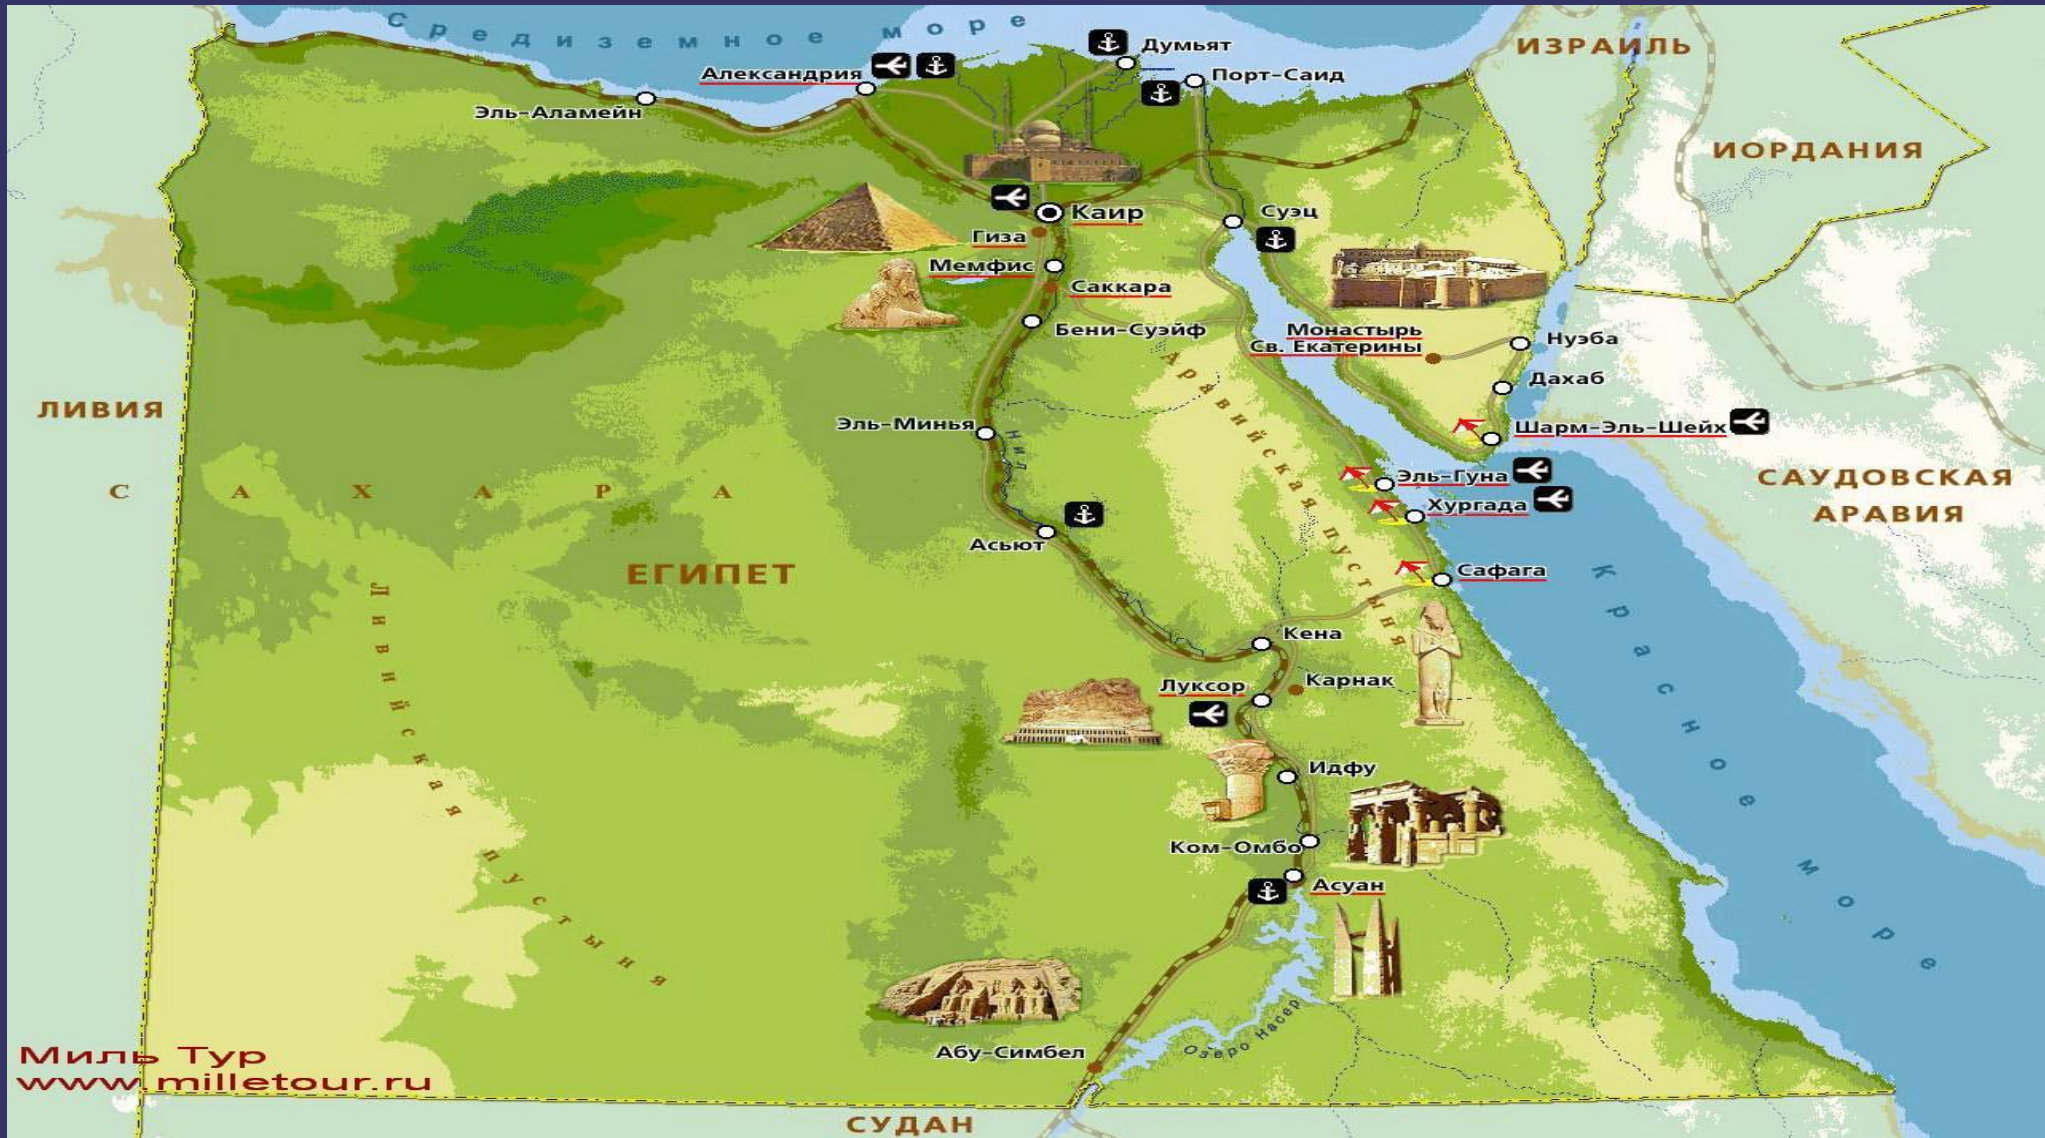 Средиземное море
Думьят
ИЗРАИЛЬ
Александрия
Порт-Саид
Эль-Аламейн
ИОРДАНИЯ
Каир
Суэц
Гиза
Мемфис
Саккара
Бени-Суэйф
Монастырь
Св. Екатерины
Нуэба
Дахаб
Аравийская пустыня
ЛИВИЯ
Эль-Минья
Нил
Шарм-Эль-Шейх
Эль-Гуна
САУДОВСКАЯ
АРАВИЯ
САХАРА
Хургада
Асьют
ЕГИПЕТ
Сафага
Красное море
Ливийская пустыня
Кена
Карнак
Луксор
Идфу
Ком-Омбо
Асуан
Озеро Насер
Абу-Симбел
Миль Тур
www.milletour.ru
СУДАН